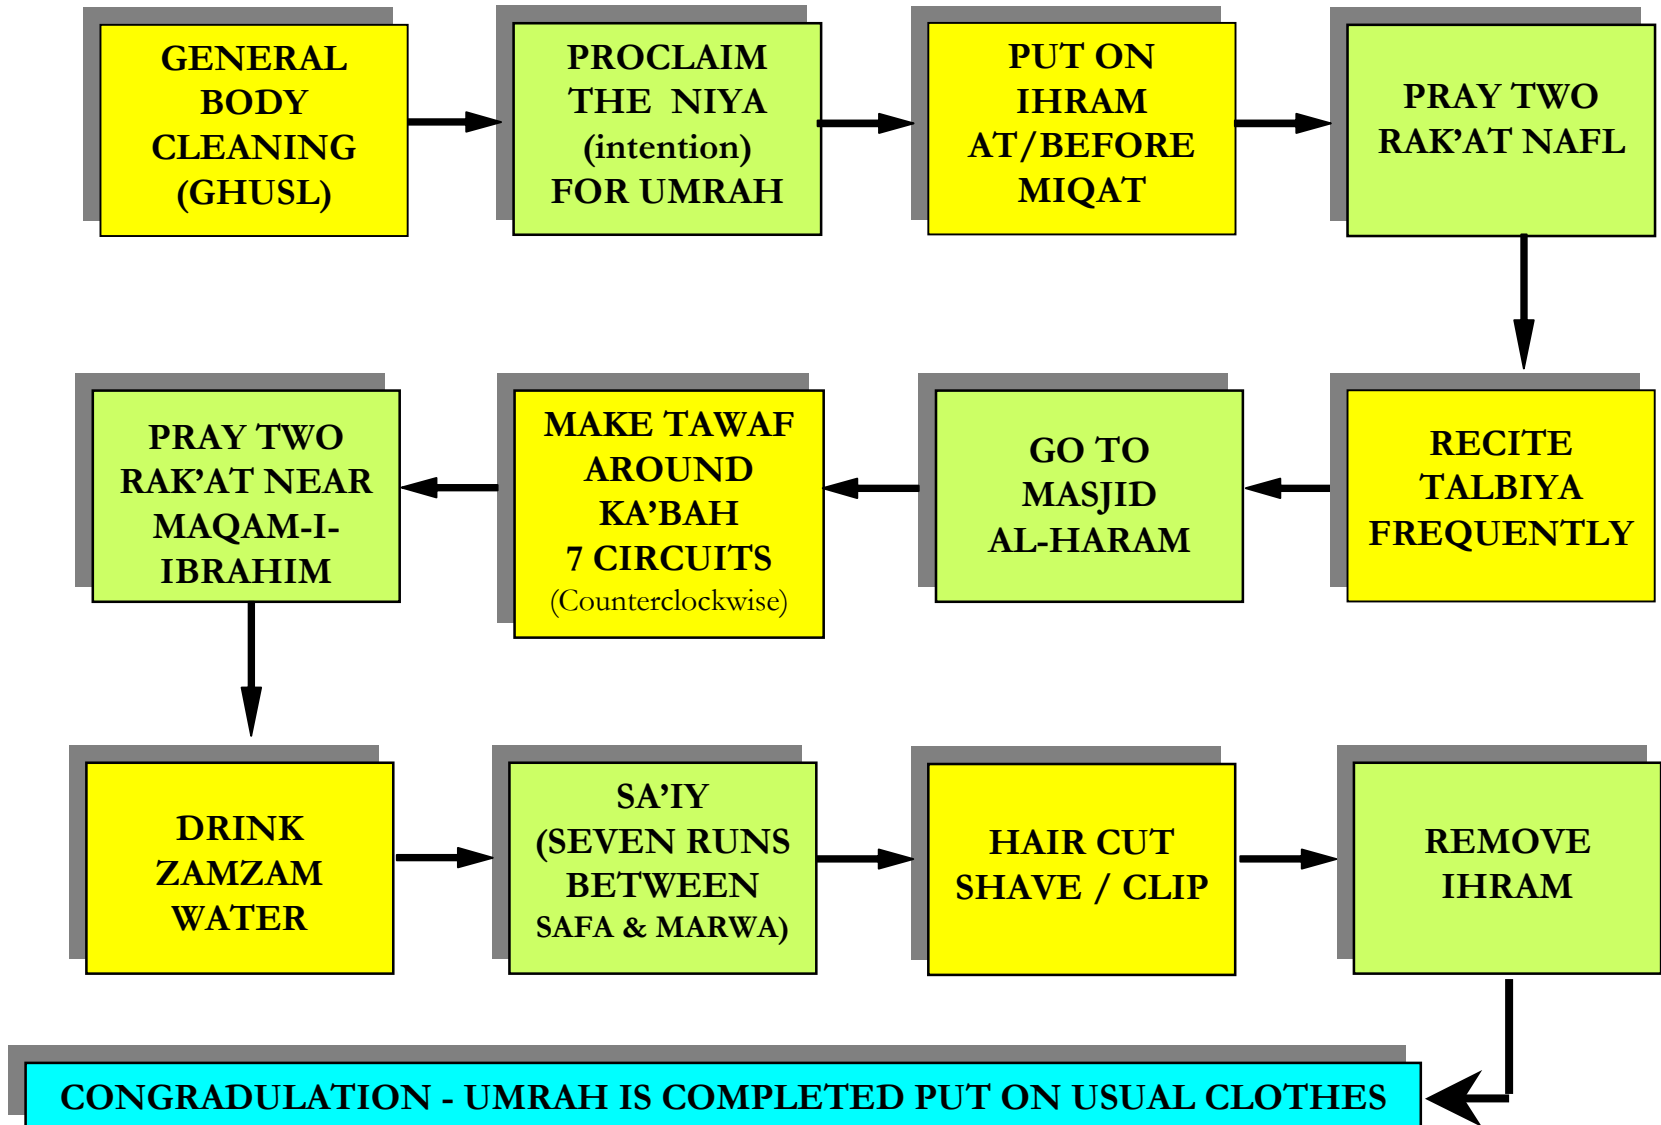 GENERAL
BODY
CLEANING
(GHUSL)
PROCLAIM
THE NIYA
(intention)
FOR UMRAH
PUT ON
IHRAM
AT/BEFORE
MIQAT
PRAY TWO
RAK’AT NAFL
RECITE
TALBIYA
FREQUENTLY
GO TO
MASJID
AL-HARAM
MAKE TAWAF
AROUND
KA’BAH
7 CIRCUITS
(Counterclockwise)
PRAY TWO
RAK’AT NEAR
MAQAM-I-
IBRAHIM
DRINK
ZAMZAM
WATER
SA’IY
(SEVEN RUNS
BETWEEN
SAFA & MARWA)
HAIR CUT
SHAVE / CLIP
REMOVE
IHRAM
CONGRADULATION - UMRAH IS COMPLETED PUT ON USUAL CLOTHES